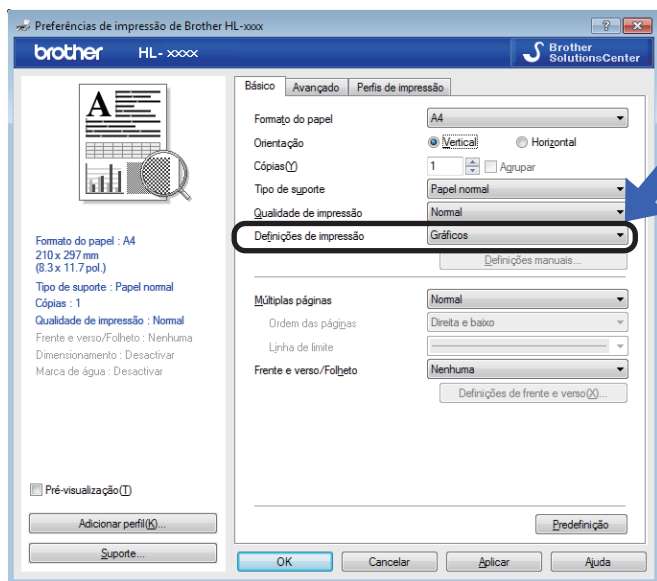 Preferências de impressão de Brother HL-xxxx
brother HL- xxxx
Brother
SolutionsCenter
A
Formato do papel : A4
210 x 297 mm
(8.3 x 11.7 pol.)
Tipo de suporte : Papel normal
Cópias : 1
Qualidade de impressão : Normal
Frente e verso/Folheto : Nenhuma
Dimensionamento : Desactivar
Marca de água : Desactivar
Pré-visualização(T)
Adicionar perfil(K)...
Suporte...
Básico Avançado Perfis de impressão
Formato do papel A4
Orientação Vertical Horizontal
Cópias(Y) 1 Agrupar
Tipo de suporte Papel normal
Qualidade de impressão Normal
Definições de impressão Gráficos
Definições manuais...
Múltiplas páginas Normal
Ordem das páginas Direita e baixo
Linha de limite
Frente e verso/Folheto Nenhuma
Definições de frente e verso(X)...
Predefinição
OK Cancelar Aplicar Ajuda